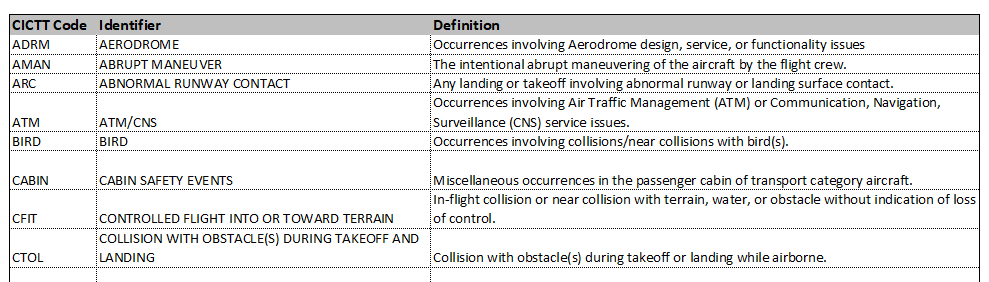 CICTT Code Identifier Definition
ADRM AERODROME Occurrences involving Aerodrome design, service, or functionality issues
AMAN ABRUPT MANEUVER The intentional abrupt maneuvering of the aircraft by the flight crew.
ARC ABNORMAL RUNWAY CONTACT Any landing or takeoff involving abnormal runway or landing surface contact.
Occurrences involving Air Traffic Management (ATM) or Communication, Navigation,
ATM ATM/CNS Surveillance (CNS) service issues.
BIRD BIRD Occurrences involving collisions/near collisions with bird(s).
CABIN CABIN SAFETY EVENTS Miscellaneous occurrences in the passenger cabin of transport category aircraft.
In-flight collision or near collision with terrain, water, or obstacle without indication of loss
CFIT CONTROLLED FLIGHT INTO OR TOWARD TERRAIN of control.
COLLISION WITH OBSTACLE(S) DURING TAKEOFF AND
CTOL LANDING Collision with obstacle(s) during takeoff or landing while airborne.